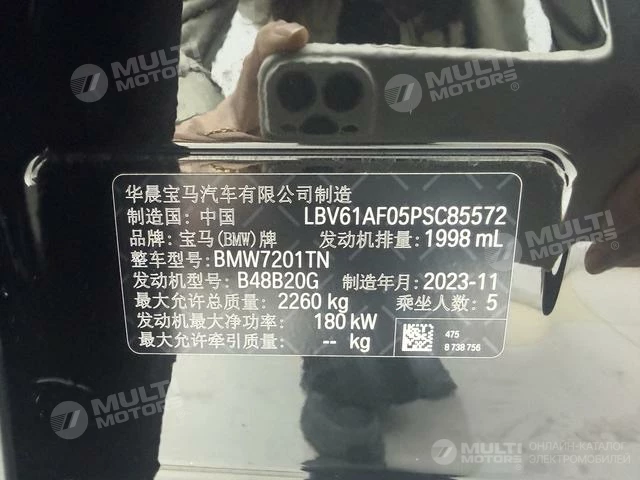 MULTI MOTORS
MULTI MOTORS
华晨宝马汽车有限公司制造
制造国: 中国 LBV61AF05PSC85572
品牌: 宝马(BMW)牌 发动机排量: 1998 mL
整车型号: BMW7201TN
发动机型号: B48B20G 制造年月: 2023-11
最大允许总质量: 2260 kg 乘坐人数: 5
发动机最大净功率: 180 kW
最大允许牵引质量: -- kg
475
8 738 756
MULTI MOTORS
MULTI MOTORS
MULTI MOTORS ОНЛАЙН-КАТАЛОГ
ЭЛЕКТРОМОБИЛЕЙ